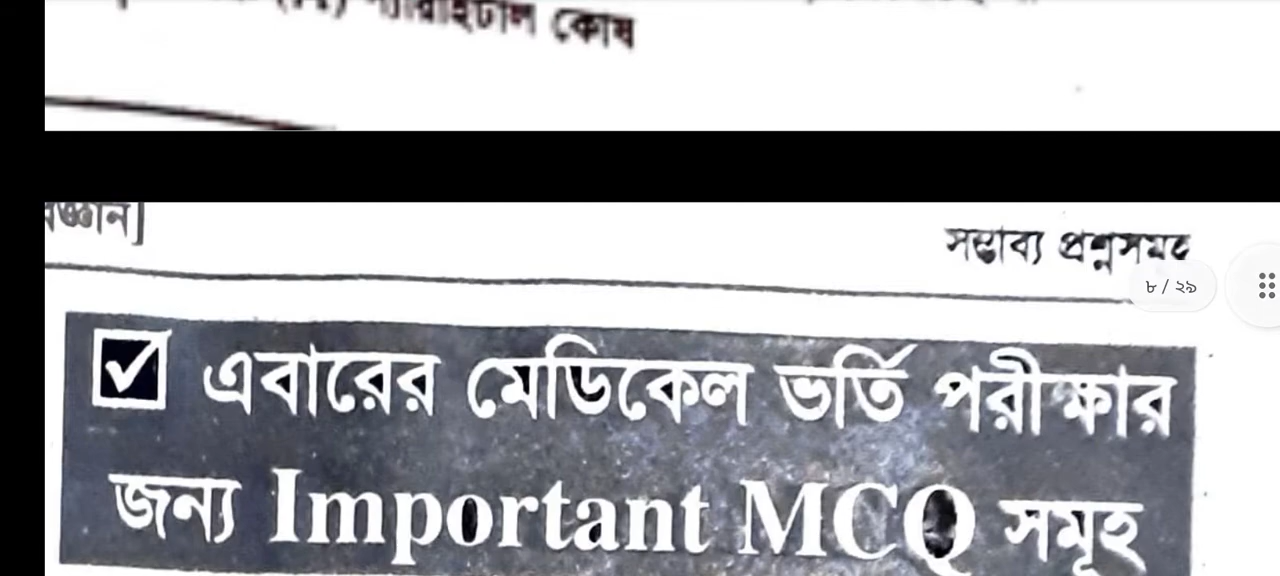 প্যারাইটাল কোষ
সম্ভাব্য প্রশ্নসমূহ
৮ / ২৯
✓ এবারের মেডিকেল ভর্তি পরীক্ষার
জন্য Important MCQ সমূহ